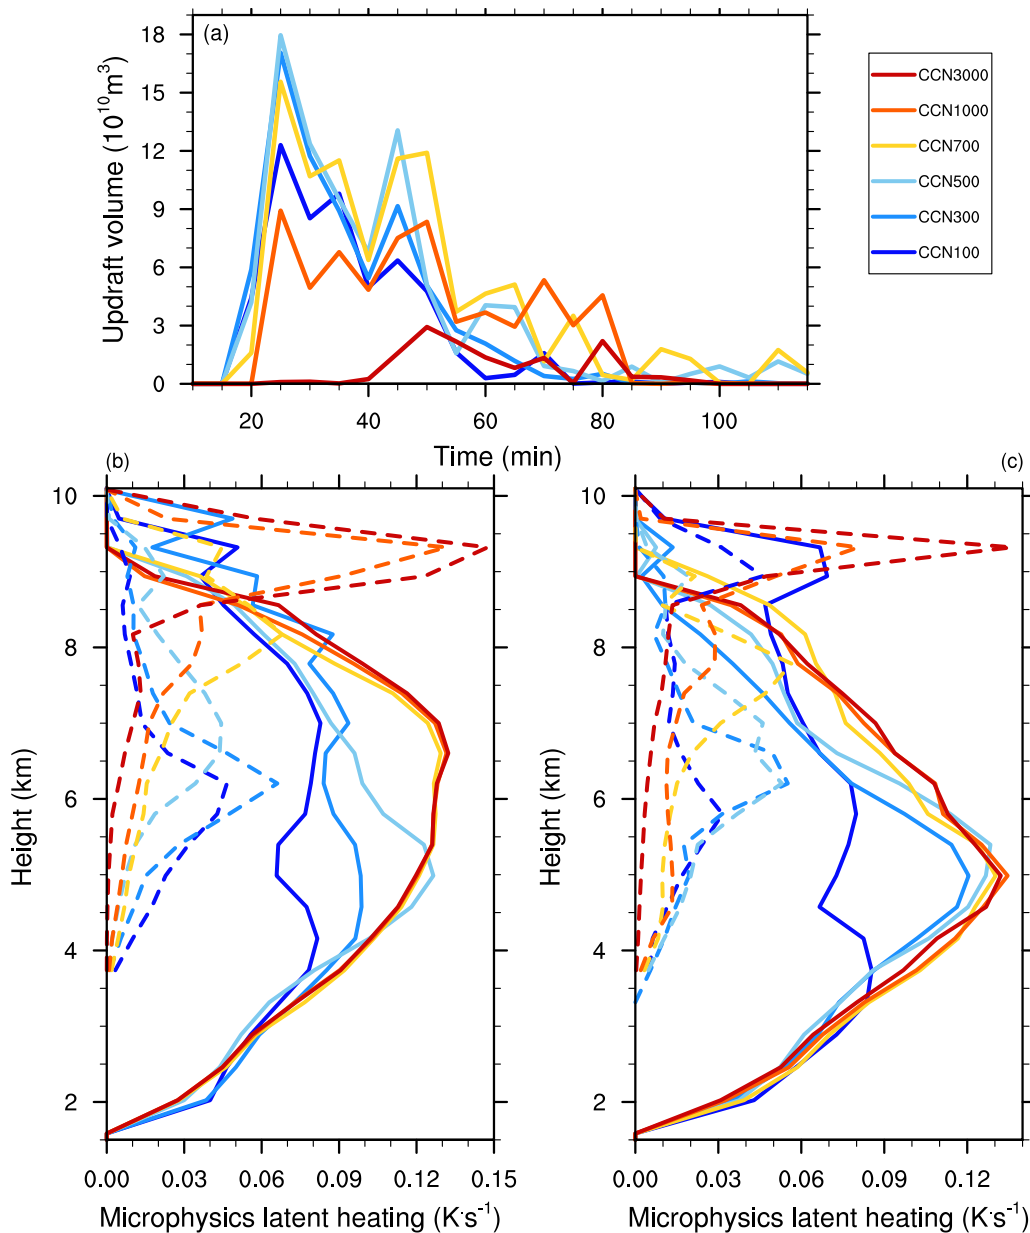 (a)
Updraft volume (10¹⁰m³)
18
15
12
9
6
3
0
20
40
60
80
100
Time (min)
CCN3000
CCN1000
CCN700
CCN500
CCN300
CCN100
(b)
Height (km)
10
8
6
4
2
0.00
0.03
0.06
0.09
0.12
0.15
Microphysics latent heating (K·s⁻¹)
(c)
Height (km)
10
8
6
4
2
0.00
0.03
0.06
0.09
0.12
Microphysics latent heating (K·s⁻¹)